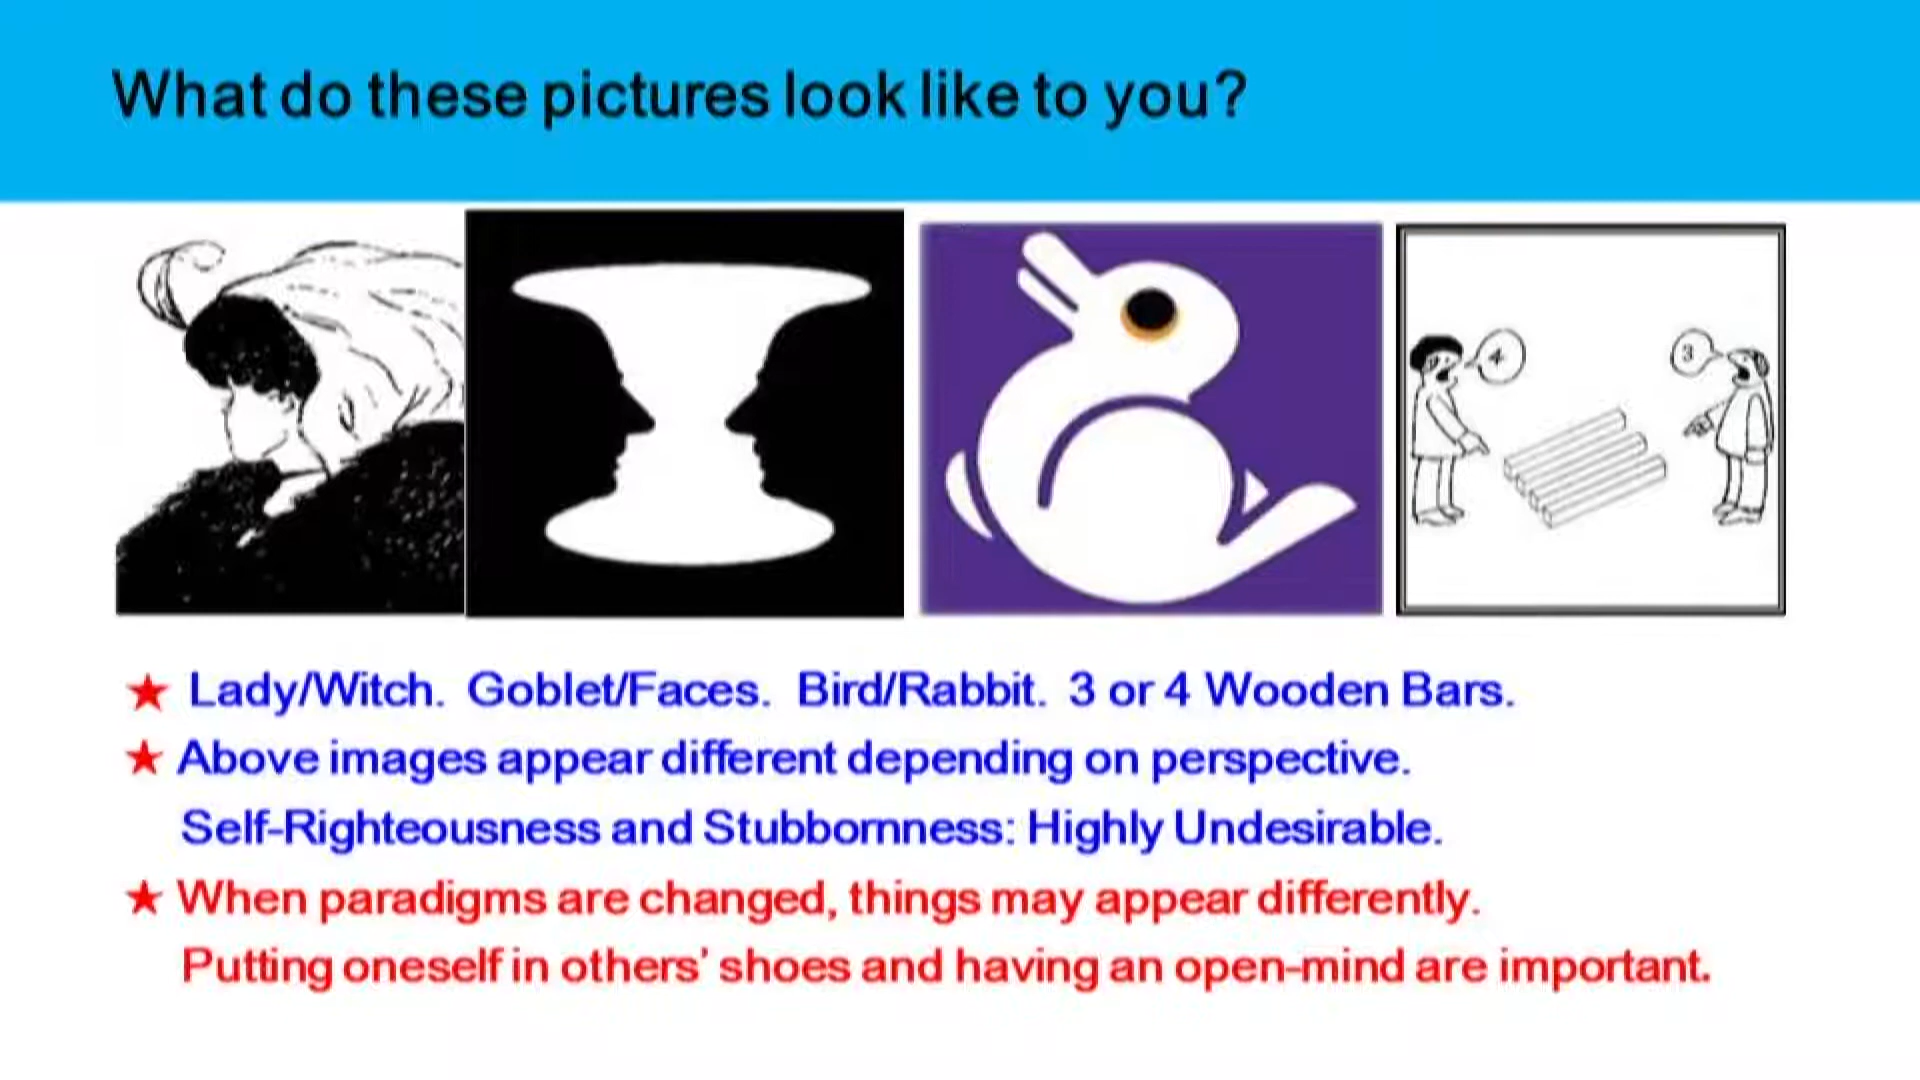 What do these pictures look like to you?
4
3
★ Lady/Witch. Goblet/Faces. Bird/Rabbit. 3 or 4 Wooden Bars.
★ Above images appear different depending on perspective.
Self-Righteousness and Stubbornness: Highly Undesirable.
★ When paradigms are changed, things may appear differently.
Putting oneself in others' shoes and having an open-mind are important.